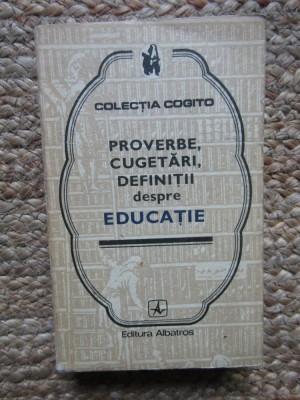 COLECȚIA COGITO
PROVERBE,
CUGETĂRI,
DEFINIȚII
despre
EDUCAȚIE
Editura Albatros